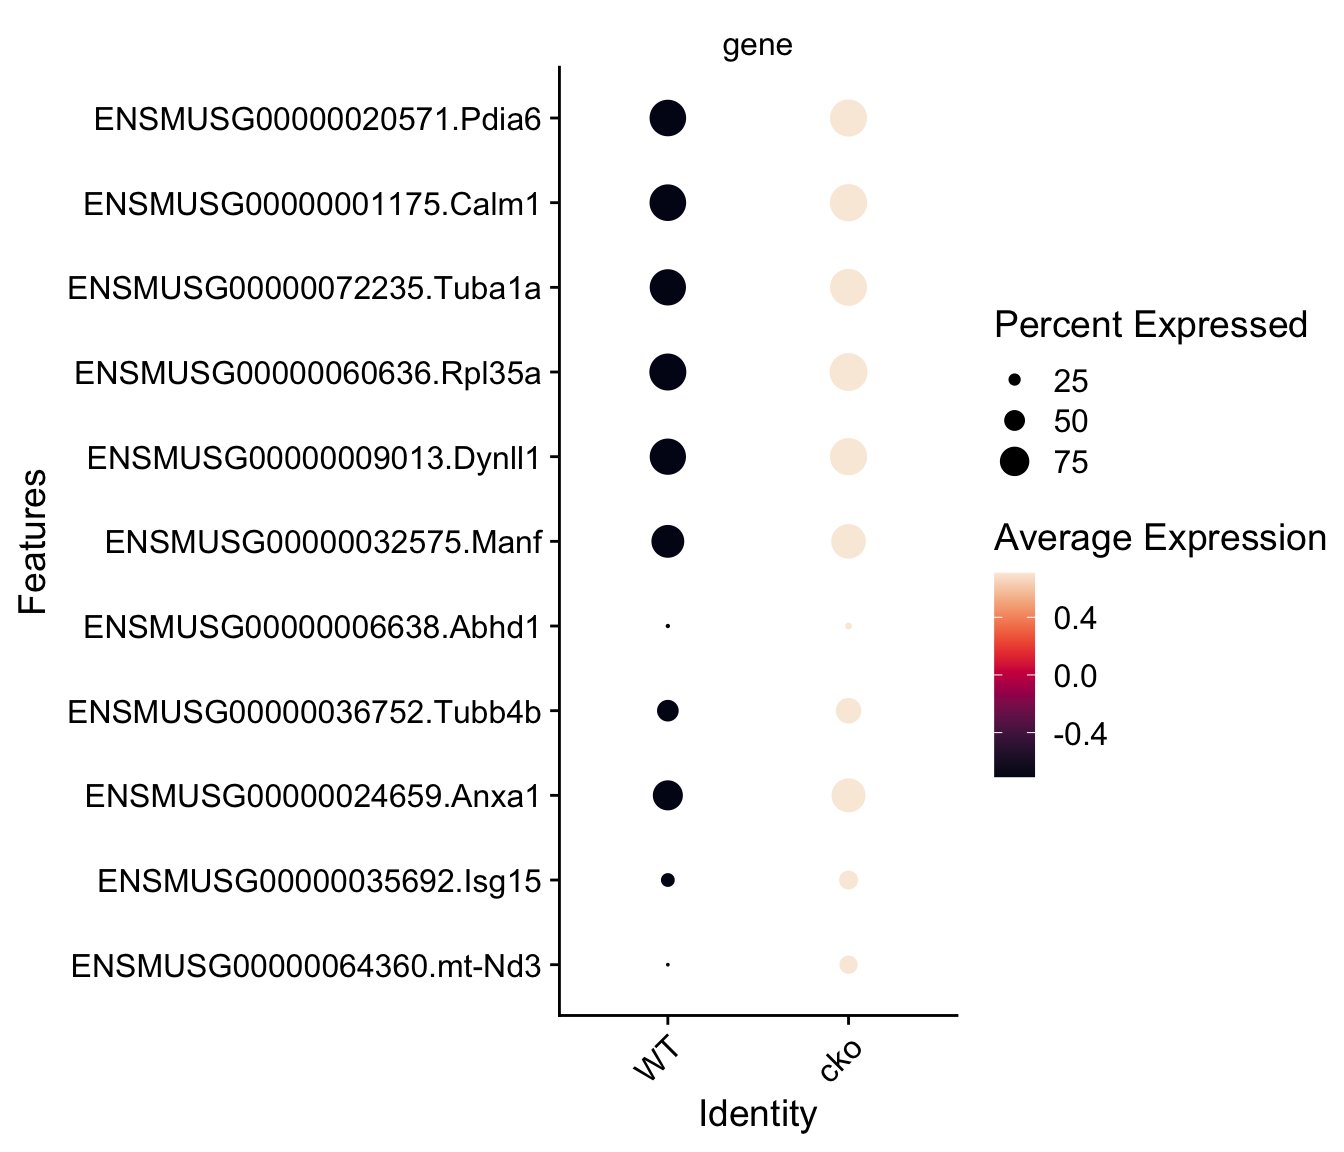 gene
ENSMUSG00000020571.Pdia6
ENSMUSG00000001175.Calm1
ENSMUSG00000072235.Tuba1a
ENSMUSG00000060636.Rpl35a
ENSMUSG00000009013.Dynll1
ENSMUSG00000032575.Manf
ENSMUSG00000006638.Abhd1
ENSMUSG00000036752.Tubb4b
ENSMUSG00000024659.Anxa1
ENSMUSG00000035692.Isg15
ENSMUSG00000064360.mt-Nd3
Features
WT
cko
Identity
Percent Expressed
25
50
75
Average Expression
0.4
0.0
-0.4